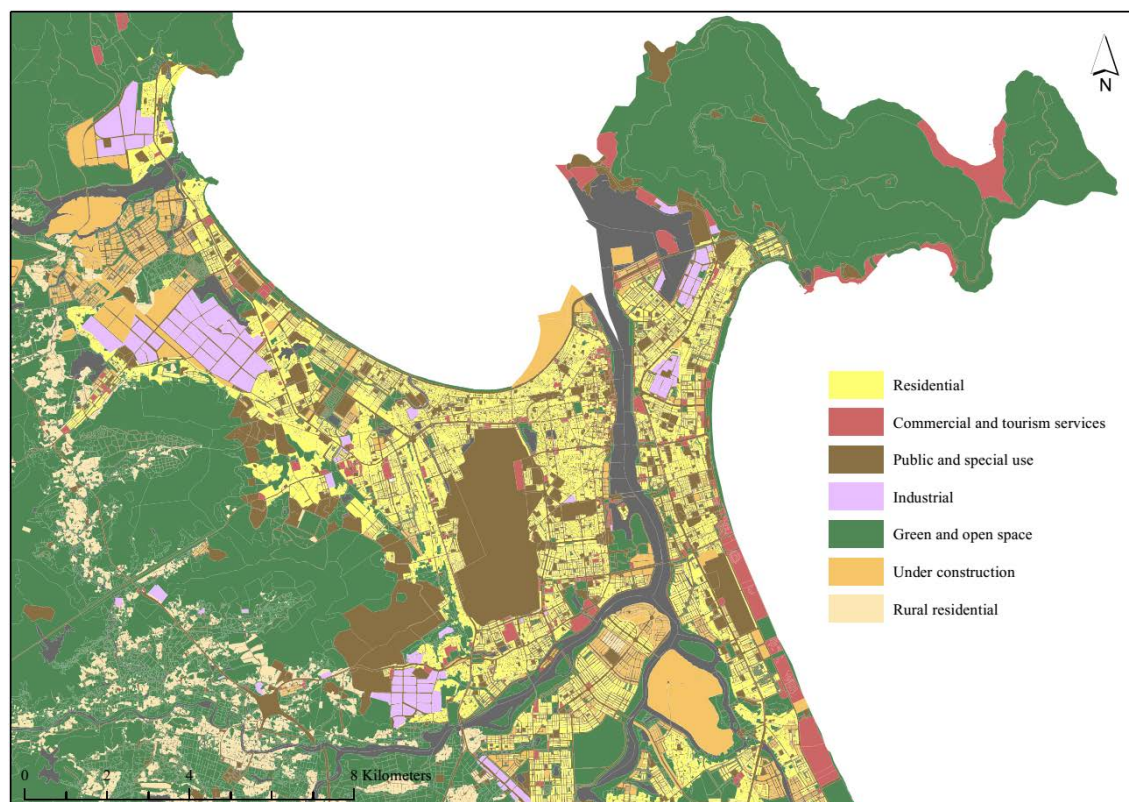 N
Residential
Commercial and tourism services
Public and special use
Industrial
Green and open space
Under construction
Rural residential
0 2 4 8 Kilometers